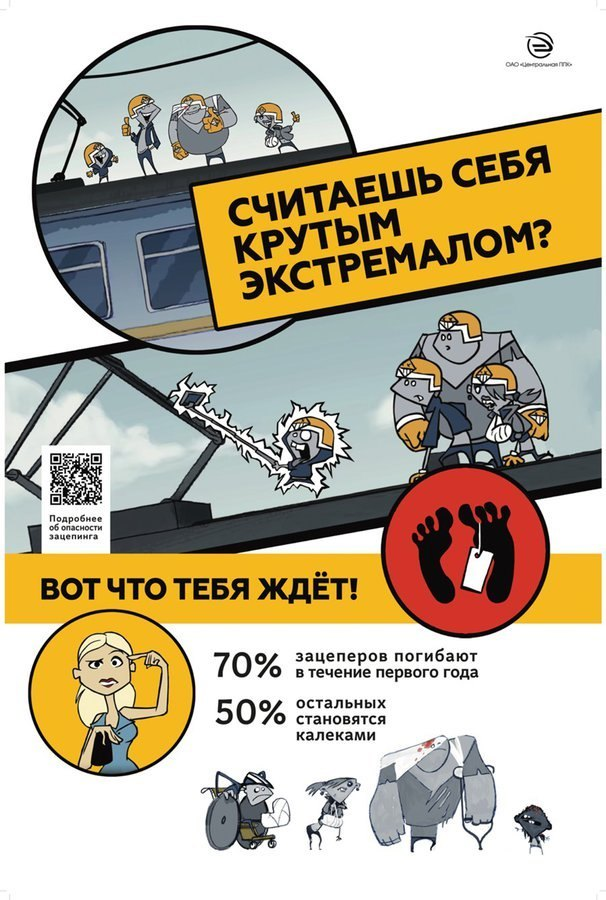 ОАО «Центральная ППК»
СЧИТАЕШЬ СЕБЯ
КРУТЫМ
ЭКСТРЕМАЛОМ?
Подробнее
об опасности
зацепинга
ВОТ ЧТО ТЕБЯ ЖДЁТ!
70% зацеперов погибают
в течение первого года
50% остальных
становятся
калеками